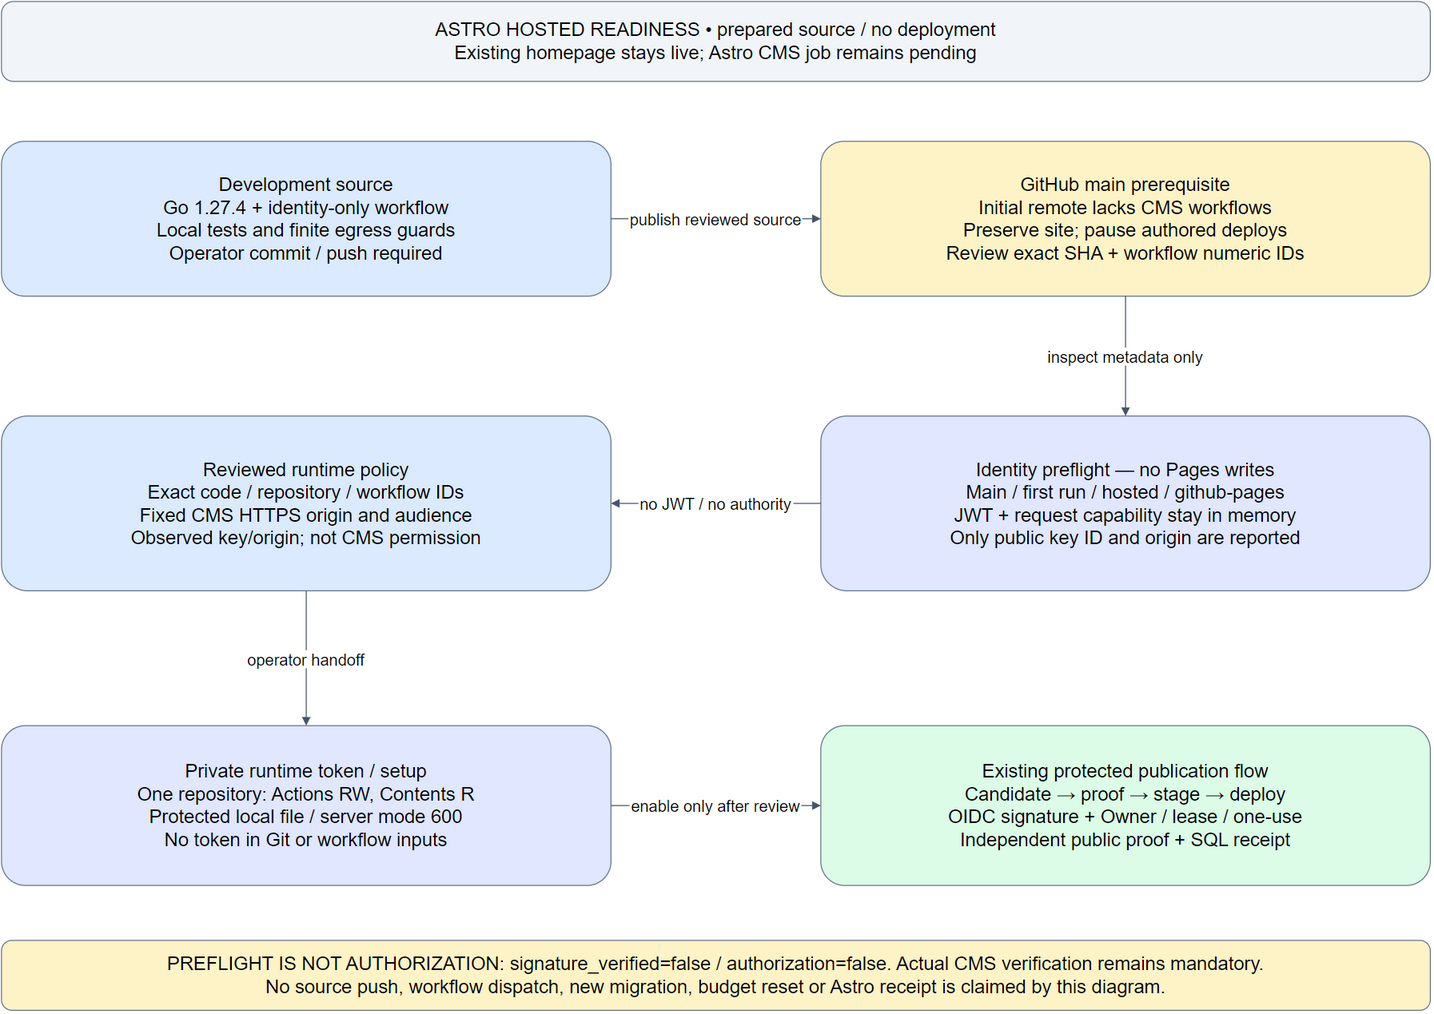 ASTRO HOSTED READINESS • prepared source / no deployment
Existing homepage stays live; Astro CMS job remains pending
Development source
Go 1.27.4 + identity-only workflow
Local tests and finite egress guards
Operator commit / push required
publish reviewed source
GitHub main prerequisite
Initial remote lacks CMS workflows
Preserve site; pause authored deploys
Review exact SHA + workflow numeric IDs
inspect metadata only
Reviewed runtime policy
Exact code / repository / workflow IDs
Fixed CMS HTTPS origin and audience
Observed key/origin; not CMS permission
no JWT / no authority
Identity preflight — no Pages writes
Main / first run / hosted / github-pages
JWT + request capability stay in memory
Only public key ID and origin are reported
operator handoff
Private runtime token / setup
One repository: Actions RW, Contents R
Protected local file / server mode 600
No token in Git or workflow inputs
enable only after review
Existing protected publication flow
Candidate → proof → stage → deploy
OIDC signature + Owner / lease / one-use
Independent public proof + SQL receipt
PREFLIGHT IS NOT AUTHORIZATION: signature_verified=false / authorization=false. Actual CMS verification remains mandatory.
No source push, workflow dispatch, new migration, budget reset or Astro receipt is claimed by this diagram.